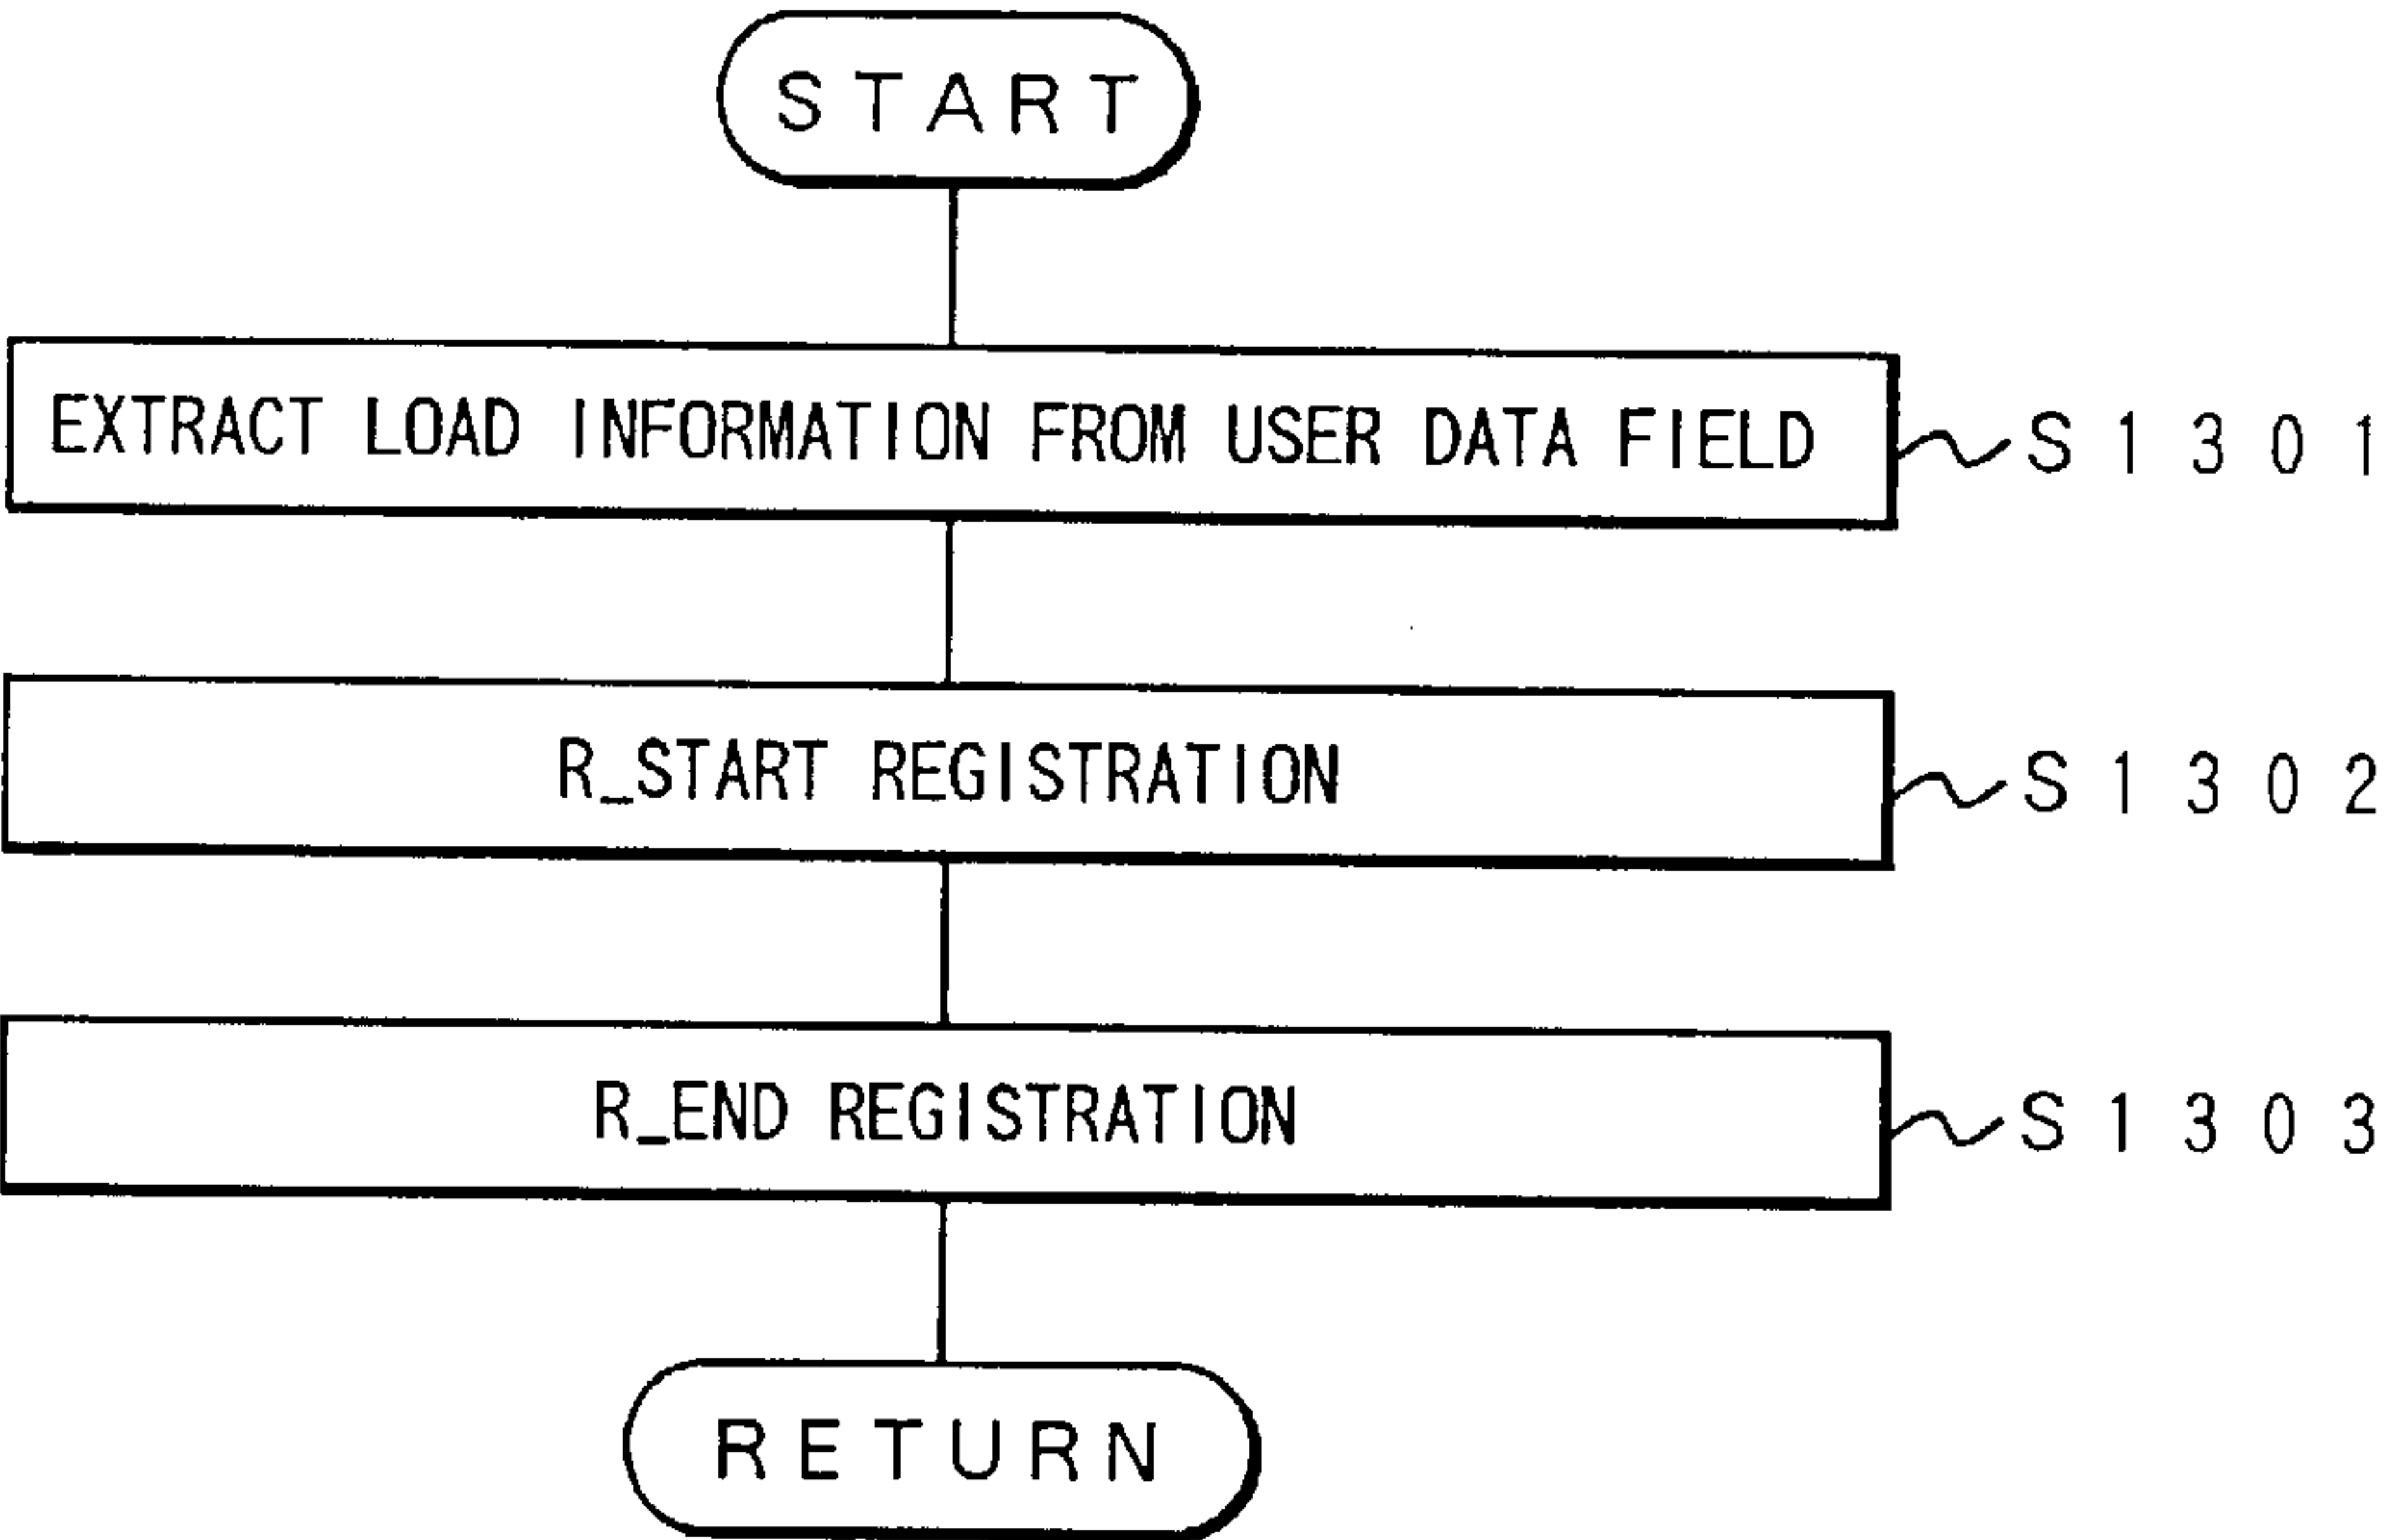 START
EXTRACT LOAD INFORMATION FROM USER DATA FIELD S1301
R_START REGISTRATION S1302
R_END REGISTRATION S1303
RETURN